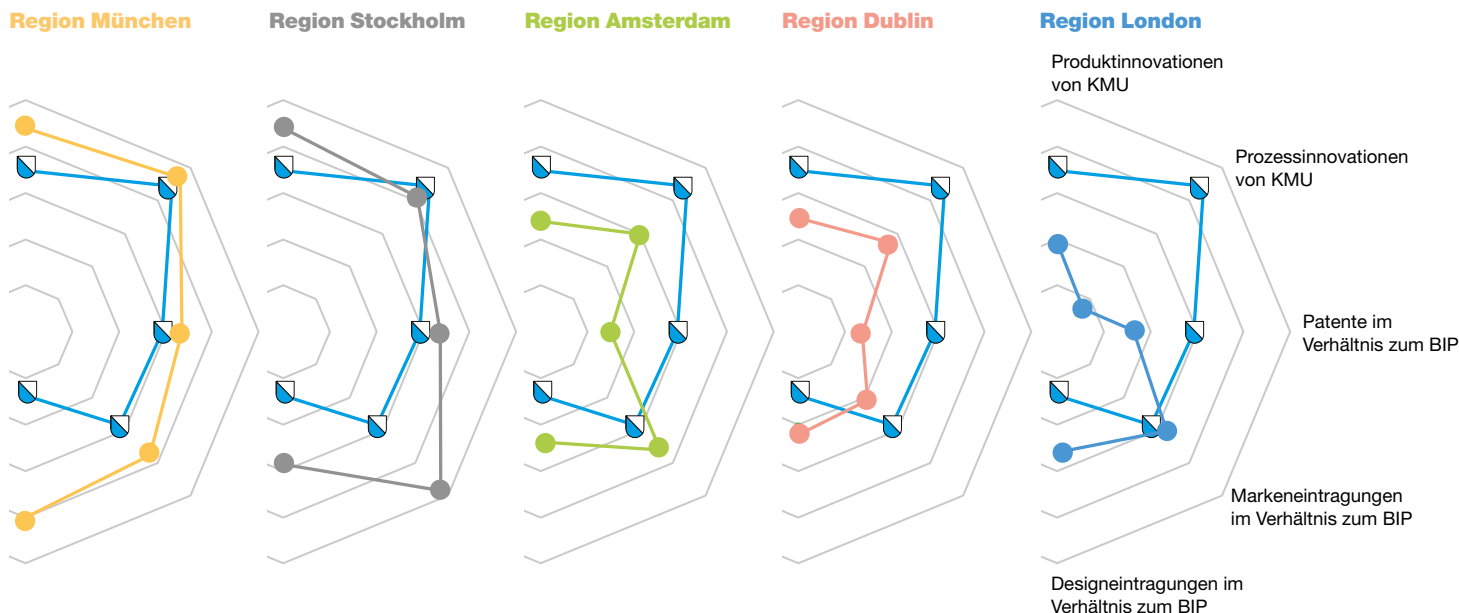 Region München
Region Stockholm
Region Amsterdam
Region Dublin
Region London
Produktinnovationen
von KMU
Prozessinnovationen
von KMU
Patente im
Verhältnis zum BIP
Markeneintragungen
im Verhältnis zum BIP
Designeintragungen im
Verhältnis zum BIP